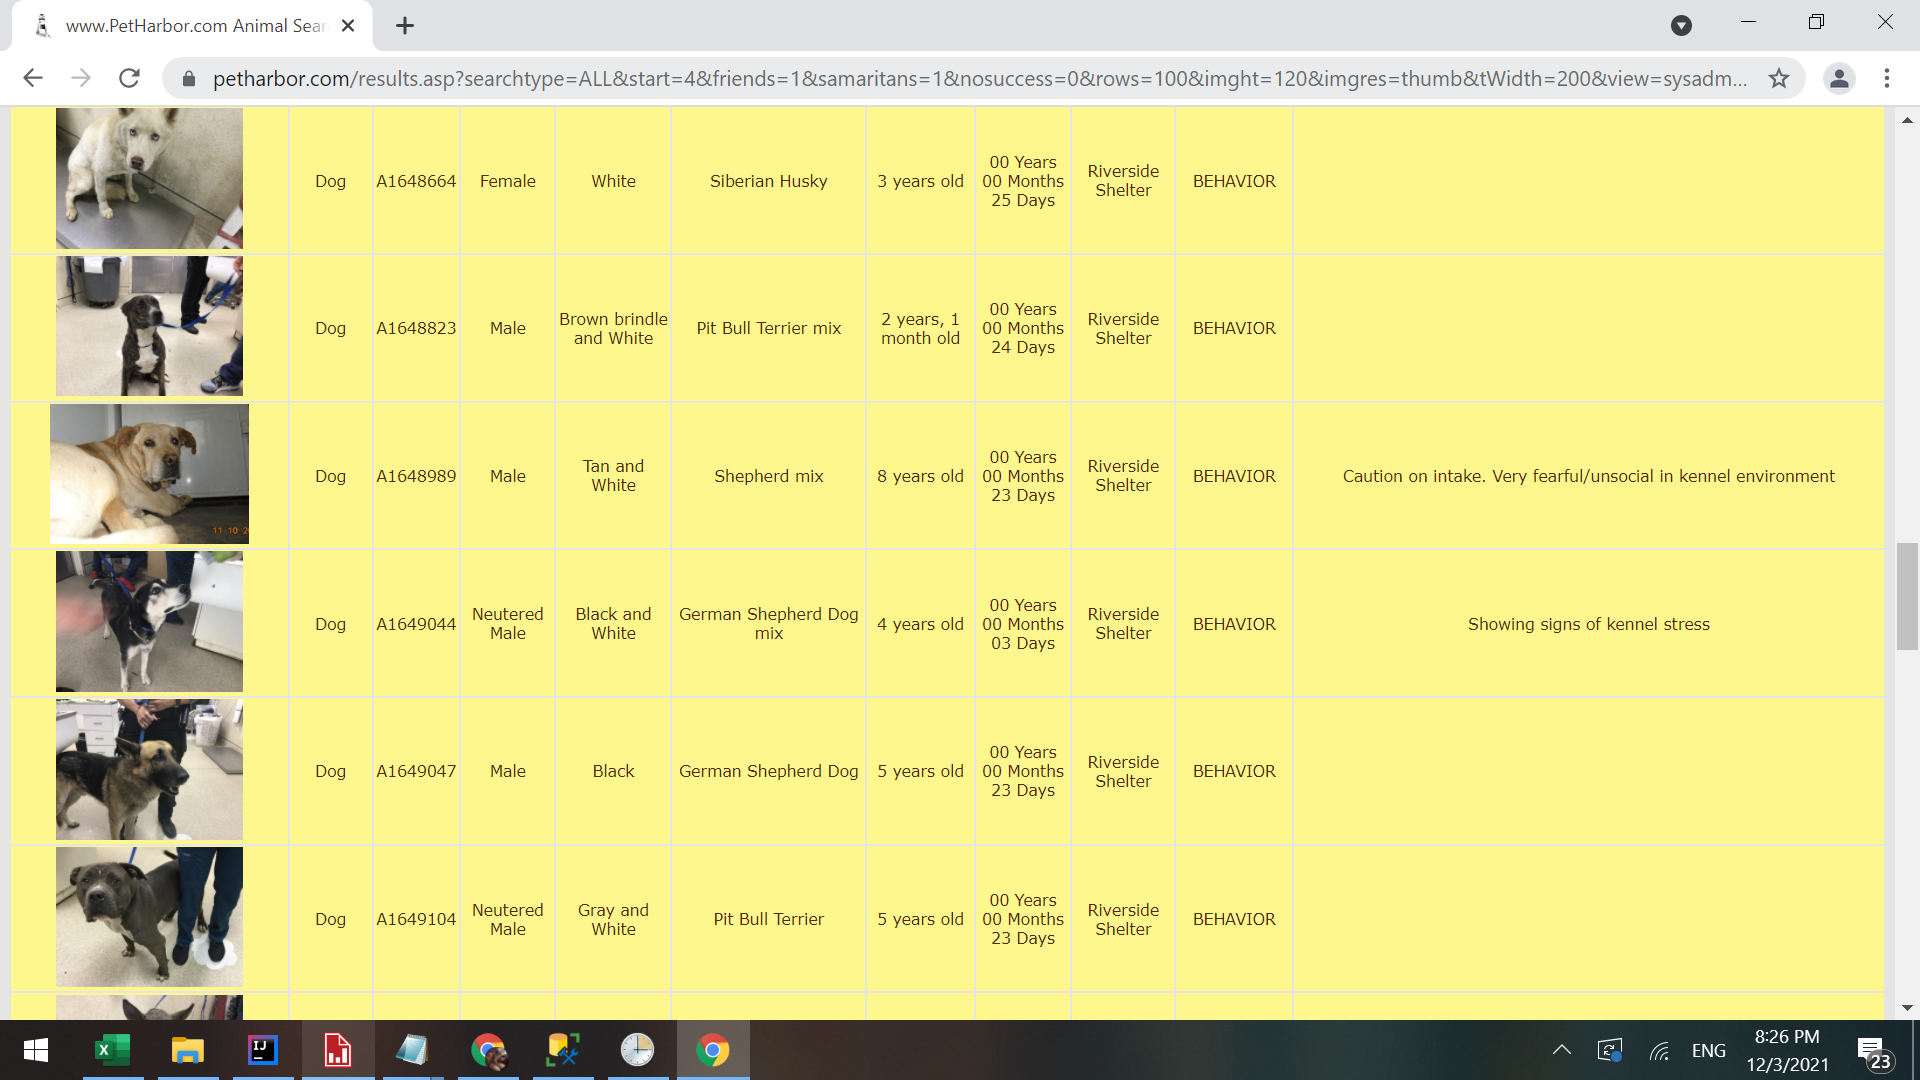 www.PetHarbor.com Animal Sear
petharbor.com/results.asp?searchtype=ALL&start=4&friends=1&samaritans=1&nosuccess=0&rows=100&imght=120&imgres=thumb&tWidth=200&view=sysadm...
Dog A1648664 Female White Siberian Husky 3 years old 00 Years 00 Months 25 Days Riverside Shelter BEHAVIOR
Dog A1648823 Male Brown brindle and White Pit Bull Terrier mix 2 years, 1 month old 00 Years 00 Months 24 Days Riverside Shelter BEHAVIOR
11 10 2
Dog A1648989 Male Tan and White Shepherd mix 8 years old 00 Years 00 Months 23 Days Riverside Shelter BEHAVIOR Caution on intake. Very fearful/unsocial in kennel environment
Dog A1649044 Neutered Male Black and White German Shepherd Dog mix 4 years old 00 Years 00 Months 03 Days Riverside Shelter BEHAVIOR Showing signs of kennel stress
Dog A1649047 Male Black German Shepherd Dog 5 years old 00 Years 00 Months 23 Days Riverside Shelter BEHAVIOR
Dog A1649104 Neutered Male Gray and White Pit Bull Terrier 5 years old 00 Years 00 Months 23 Days Riverside Shelter BEHAVIOR
X
IJ
ENG
8:26 PM
12/3/2021
23